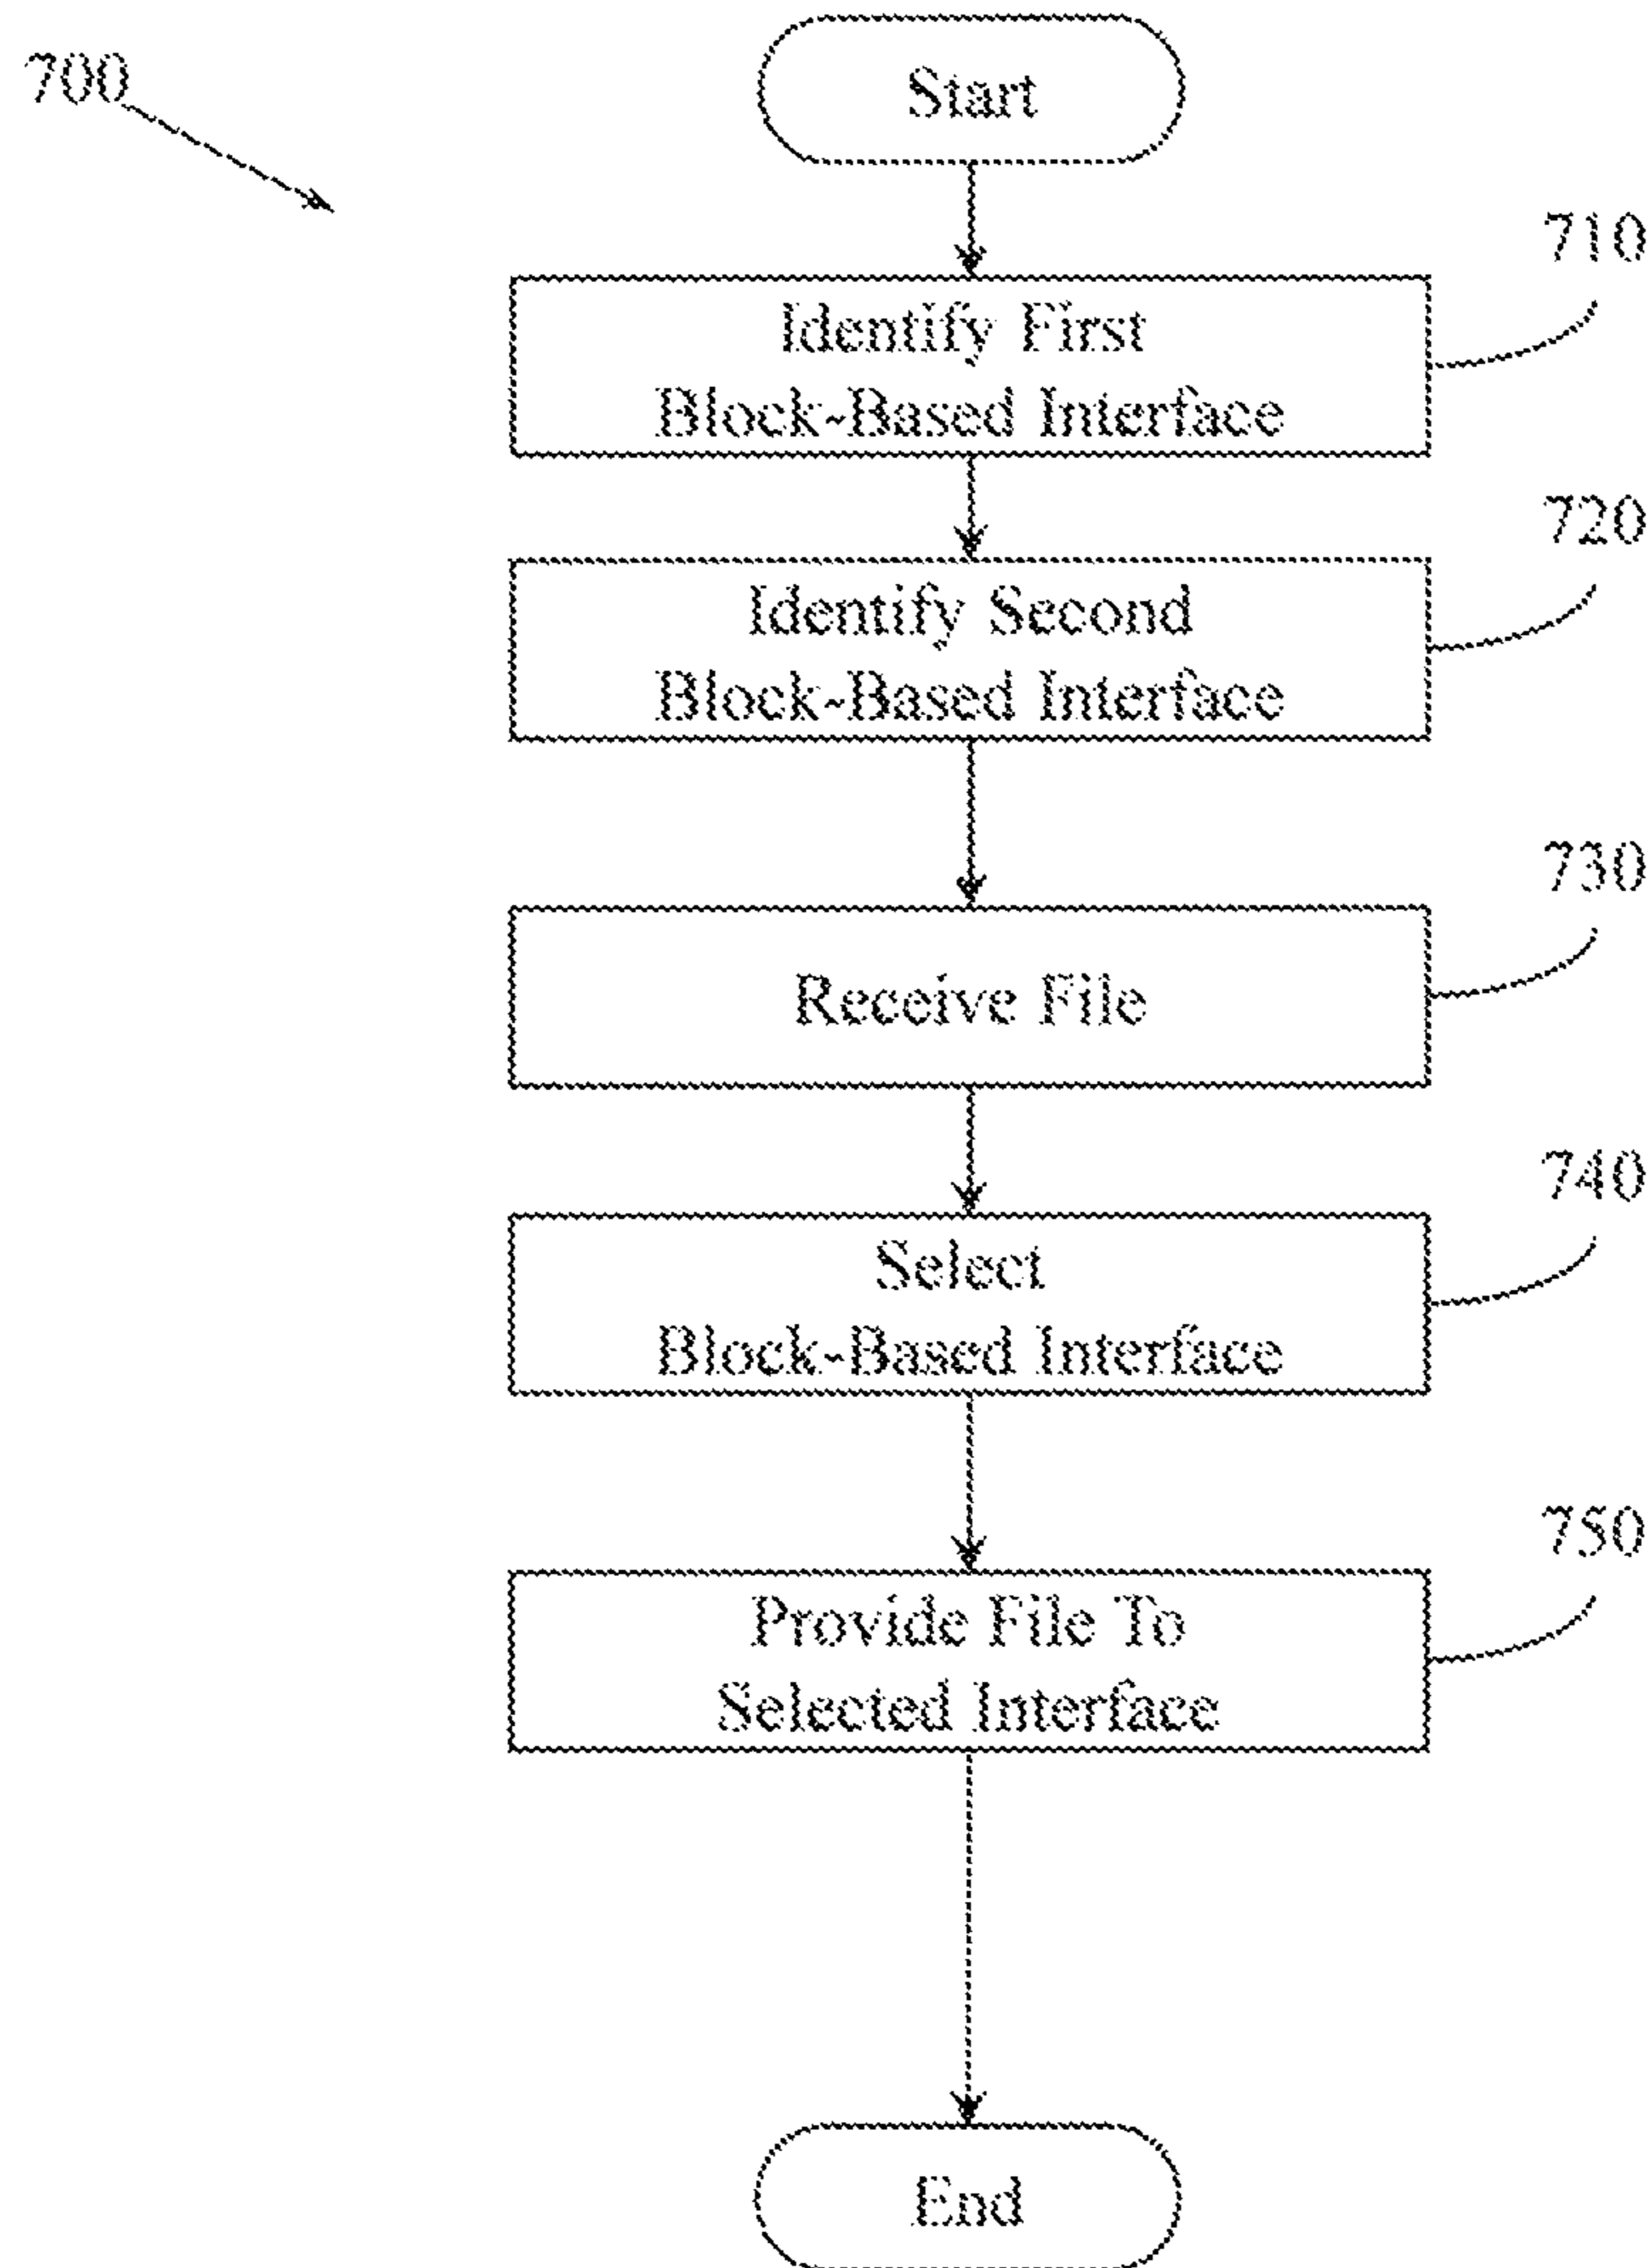 700
Start
710
Identify First
Block-Based Interface
720
Identify Second
Block-Based Interface
730
Receive File
740
Select
Block-Based Interface
750
Provide File To
Selected Interface
End